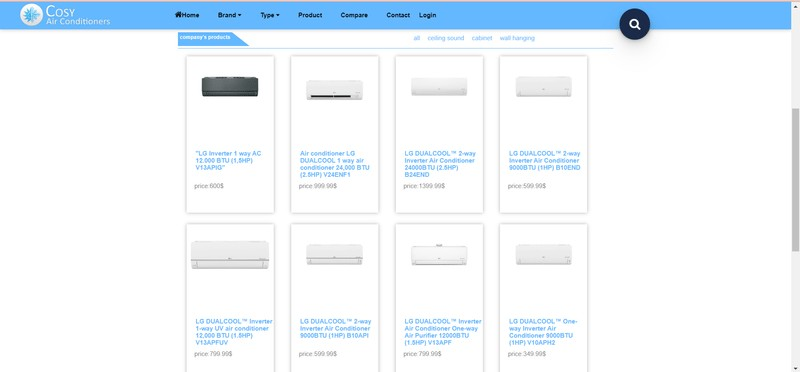 COSY
Air Conditioners
Home Brand Type Product Compare Contact Login
company's products
all ceiling sound cabinet wall hanging
"LG Inverter 1 way AC
12,000 BTU (1,5HP)
V13APIG"
price:600$
Air conditioner LG
DUALCOOL 1 way air
conditioner 24,000 BTU
(2.5HP) V24ENF1
price:999.99$
LG DUALCOOL™ 2-way
Inverter Air Conditioner
24000BTU (2.5HP)
B24END
price:1399.99$
LG DUALCOOL™ 2-way
Inverter Air Conditioner
9000BTU (1HP) B10END
price:599.99$
LG DUALCOOL™ Inverter
1-way UV air conditioner
12,000 BTU (1.5HP)
V13APFUV
price:799.99$
LG DUALCOOL™ 2-way
Inverter Air Conditioner
9000BTU (1HP) B10API
price:599.99$
LG DUALCOOL™ Inverter
Air Conditioner One-way
Air Purifier 12000BTU
(1.5HP) V13APF
price:799.99$
LG DUALCOOL™ One-
way Inverter Air
Conditioner 9000BTU
(1HP) V10APH2
price:349.99$